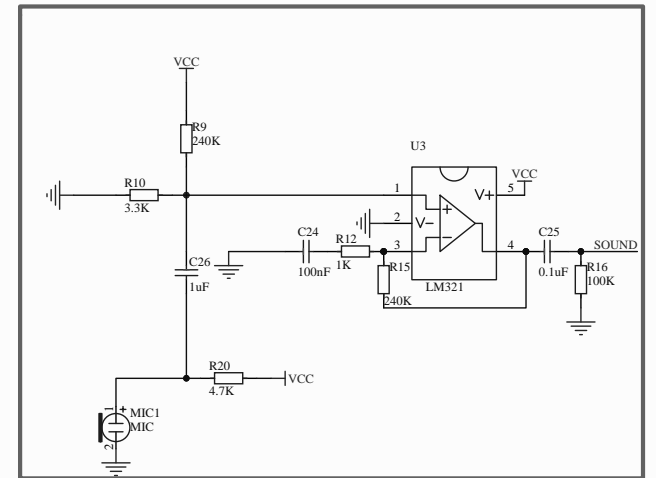 VCC
R9
240K
U3
VCC
R10
3.3K
1
V+
5
+
2
V-
C24
R12
3
4
C25
SOUND
100nF
1K
R15
0.1uF
R16
100K
C26
1uF
LM321
240K
R20
4.7K
VCC
1
+
MIC1
MIC
2